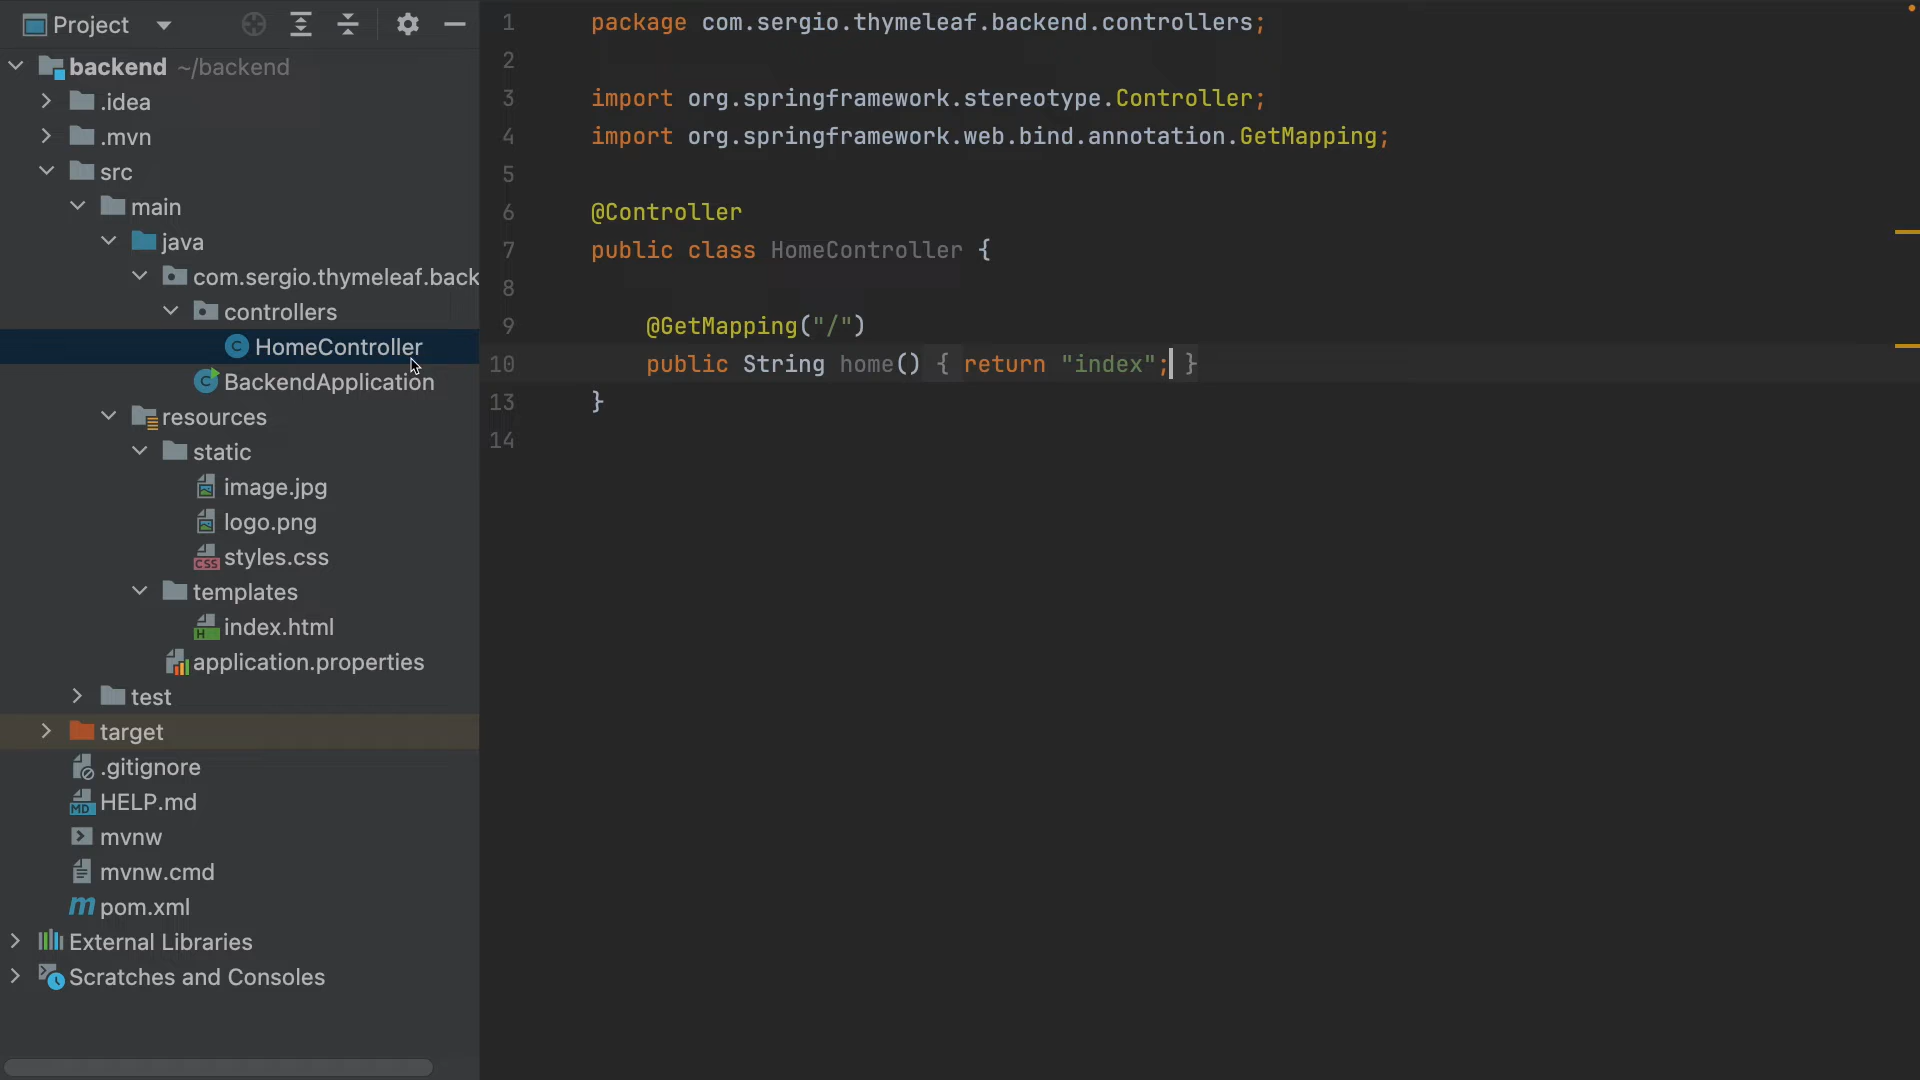 Project
backend ~/backend
.idea
.mvn
src
main
java
com.sergio.thymeleaf.back
controllers
HomeController
BackendApplication
resources
static
image.jpg
logo.png
styles.css
templates
index.html
application.properties
test
target
.gitignore
HELP.md
mvnw
mvnw.cmd
pom.xml
External Libraries
Scratches and Consoles
1 package com.sergio.thymeleaf.backend.controllers;
2
3 import org.springframework.stereotype.Controller;
4 import org.springframework.web.bind.annotation.GetMapping;
5
6 @Controller
7 public class HomeController {
8
9 @GetMapping("/")
10 public String home() { return "index"; }
13 }
14